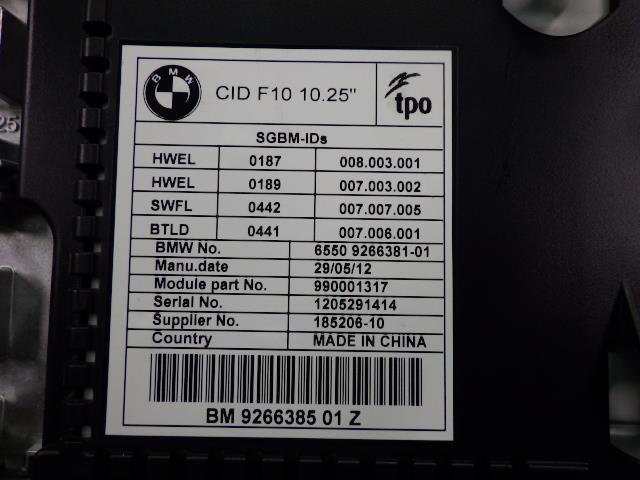 BMW
CID F10 10.25"
tpo
SGBM-IDs
HWEL 0187 008.003.001
HWEL 0189 007.003.002
SWFL 0442 007.007.005
BTLD 0441 007.006.001
BMW No. 6550 9266381-01
Manu.date 29/05/12
Module part No. 990001317
Serial No. 1205291414
Supplier No. 185206-10
Country MADE IN CHINA
BM 9266385 01 Z
25